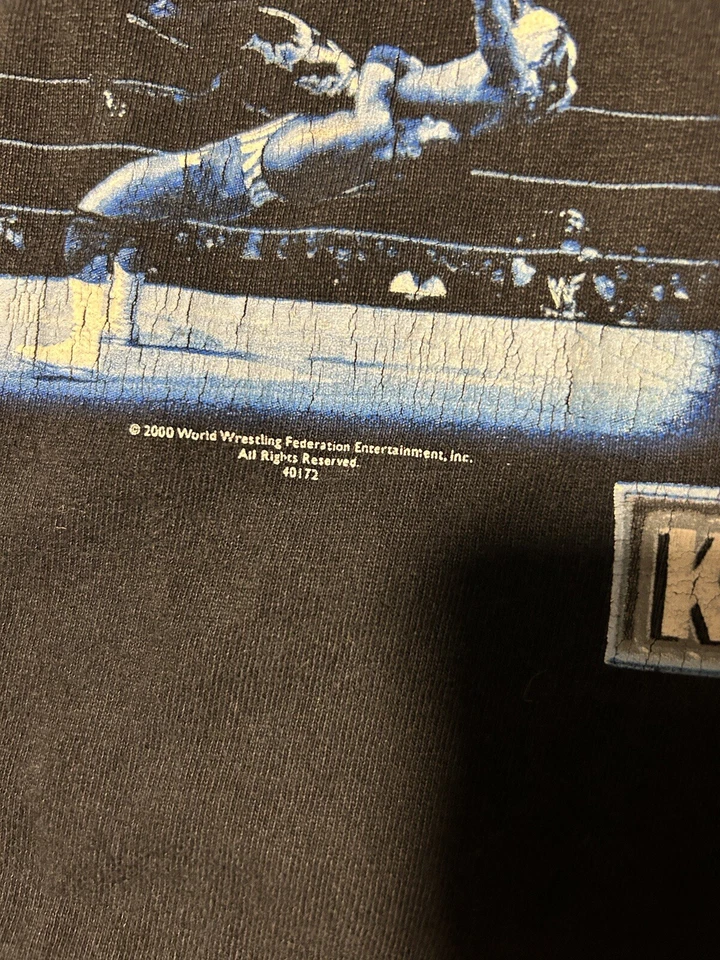 W
© 2000 World Wrestling Federation Entertainment, Inc.
All Rights Reserved.
40172
K